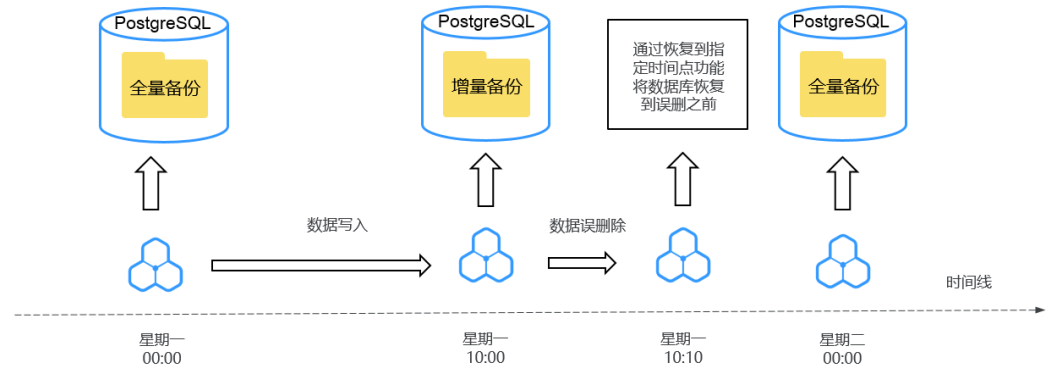 PostgreSQL
全量备份
PostgreSQL
增量备份
通过恢复到指
定时间点功能
将数据库恢复
到误删之前
PostgreSQL
全量备份
数据写入
数据误删除
时间线
星期一
00:00
星期一
10:00
星期一
10:10
星期二
00:00